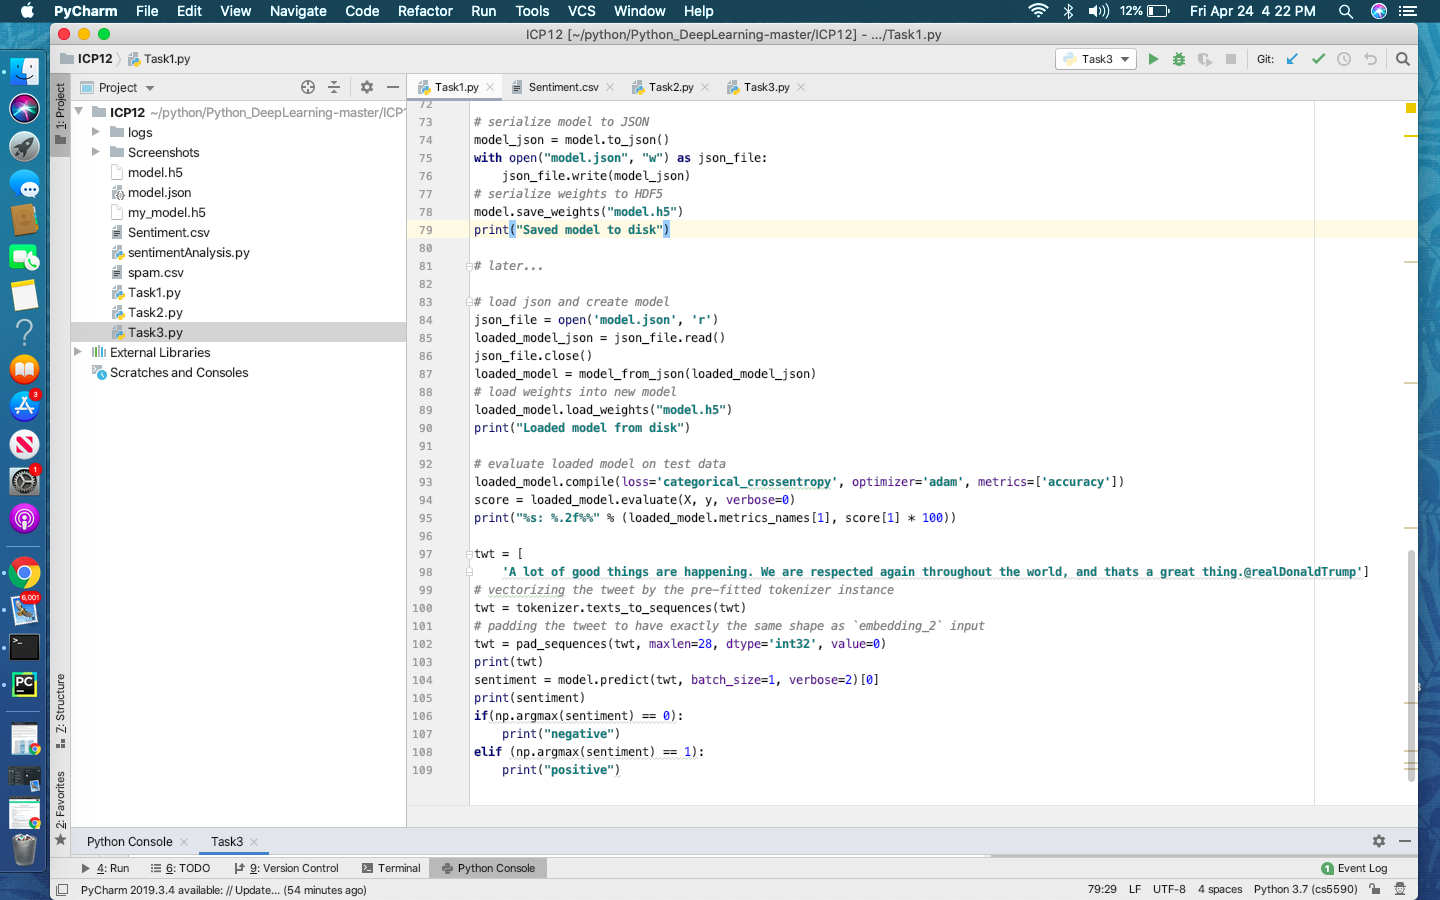 PyCharm File Edit View Navigate Code Refactor Run Tools VCS Window Help 12% Fri Apr 24 4:22 PM
ICP12 [~/python/Python_DeepLearning-master/ICP12] - .../Task1.py
ICP12 Task1.py Task3 Git:
Project
Task1.py Sentiment.csv Task2.py Task3.py
1: Project
ICP12 ~/python/Python_DeepLearning-master/ICP1
logs
Screenshots
model.h5
model.json
my_model.h5
Sentiment.csv
sentimentAnalysis.py
spam.csv
Task1.py
Task2.py
Task3.py
External Libraries
Scratches and Consoles
3
1
6,001
PC
Z: Structure
2: Favorites
72
73 # serialize model to JSON
74 model_json = model.to_json()
75 with open("model.json", "w") as json_file:
76 json_file.write(model_json)
77 # serialize weights to HDF5
78 model.save_weights("model.h5")
79 print("Saved model to disk")
80
81 # later...
82
83 # load json and create model
84 json_file = open('model.json', 'r')
85 loaded_model_json = json_file.read()
86 json_file.close()
87 loaded_model = model_from_json(loaded_model_json)
88 # load weights into new model
89 loaded_model.load_weights("model.h5")
90 print("Loaded model from disk")
91
92 # evaluate loaded model on test data
93 loaded_model.compile(loss='categorical_crossentropy', optimizer='adam', metrics=['accuracy'])
94 score = loaded_model.evaluate(X, y, verbose=0)
95 print("%s: %.2f%%" % (loaded_model.metrics_names[1], score[1] * 100))
96
97 twt = [
98 'A lot of good things are happening. We are respected again throughout the world, and thats a great thing.@realDonaldTrump']
99 # vectorizing the tweet by the pre-fitted tokenizer instance
100 twt = tokenizer.texts_to_sequences(twt)
101 # padding the tweet to have exactly the same shape as `embedding_2` input
102 twt = pad_sequences(twt, maxlen=28, dtype='int32', value=0)
103 print(twt)
104 sentiment = model.predict(twt, batch_size=1, verbose=2)[0]
105 print(sentiment)
106 if(np.argmax(sentiment) == 0):
107 print("negative")
108 elif (np.argmax(sentiment) == 1):
109 print("positive")
Python Console Task3
4: Run 6: TODO 9: Version Control Terminal Python Console 1 Event Log
PyCharm 2019.3.4 available: // Update... (54 minutes ago) 79:29 LF UTF-8 4 spaces Python 3.7 (cs5590)